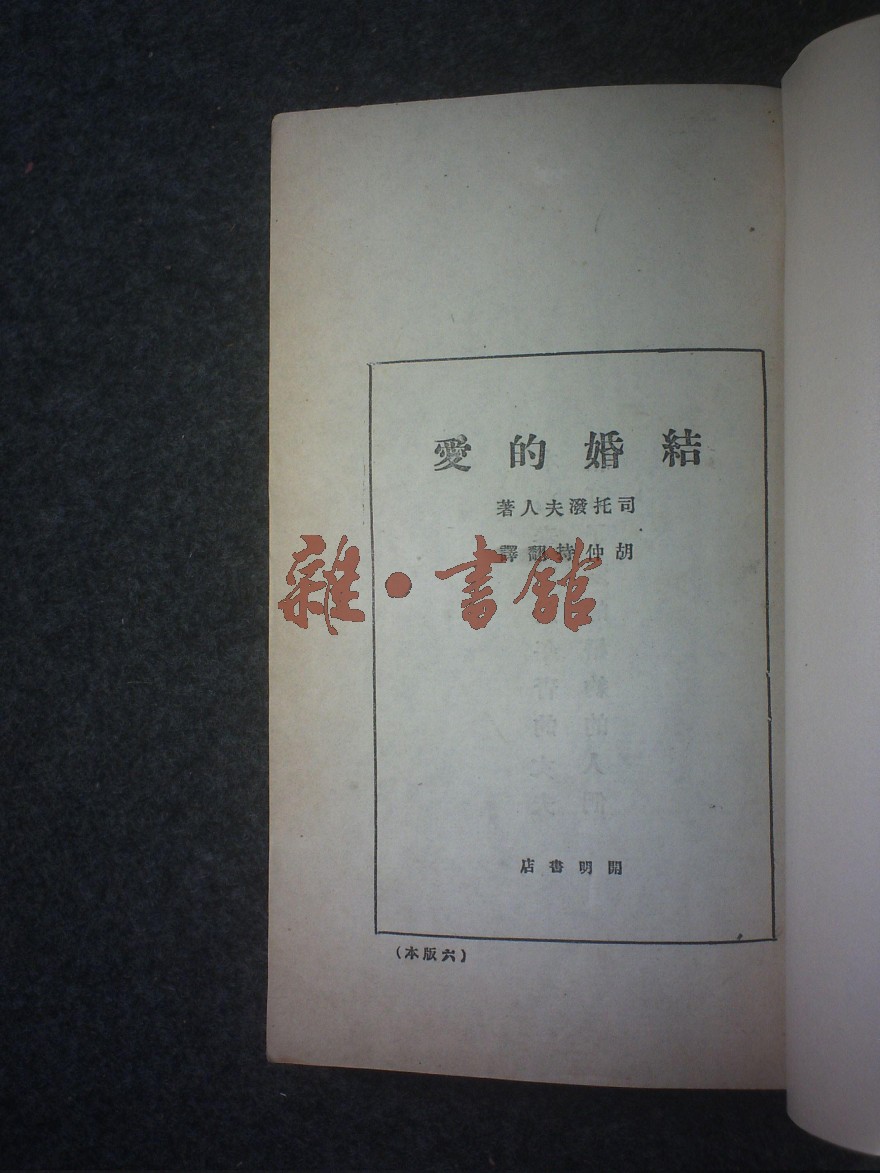 結婚的愛
司托潑夫人著
胡仲持翻譯
雜·書館
開明書店
(六版本)